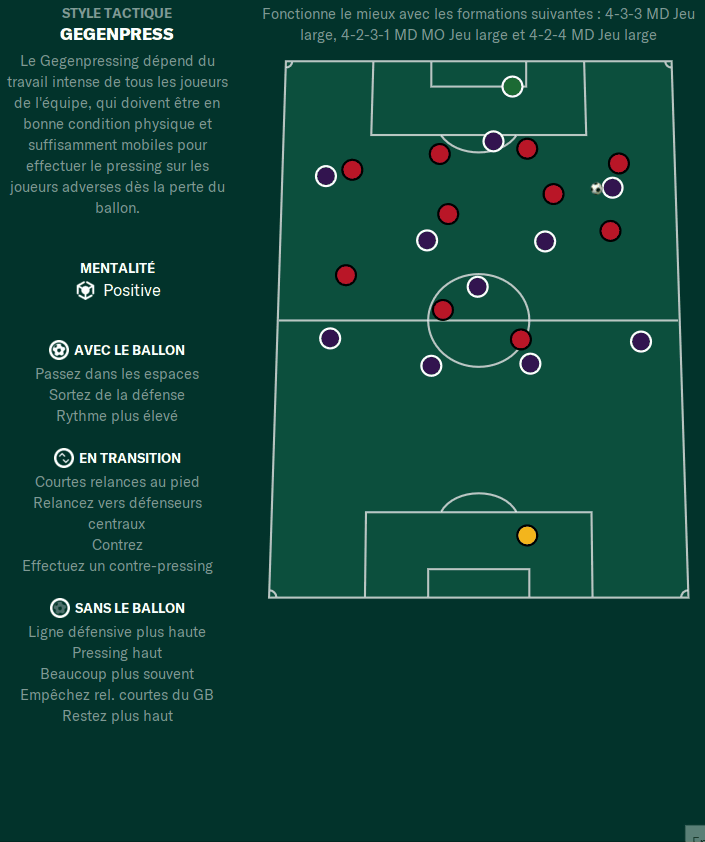 STYLE TACTIQUE
GEGENPRESS
Le Gegenpressing dépend du
travail intense de tous les joueurs
de l'équipe, qui doivent être en
bonne condition physique et
suffisamment mobiles pour
effectuer le pressing sur les
joueurs adverses dès la perte du
ballon.
MENTALITÉ
Positive
AVEC LE BALLON
Passez dans les espaces
Sortez de la défense
Rythme plus élevé
EN TRANSITION
Courtes relances au pied
Relancez vers défenseurs
centraux
Contrez
Effectuez un contre-pressing
SANS LE BALLON
Ligne défensive plus haute
Pressing haut
Beaucoup plus souvent
Empêchez rel. courtes du GB
Restez plus haut
Fonctionne le mieux avec les formations suivantes : 4-3-3 MD Jeu
large, 4-2-3-1 MD MO Jeu large et 4-2-4 MD Jeu large